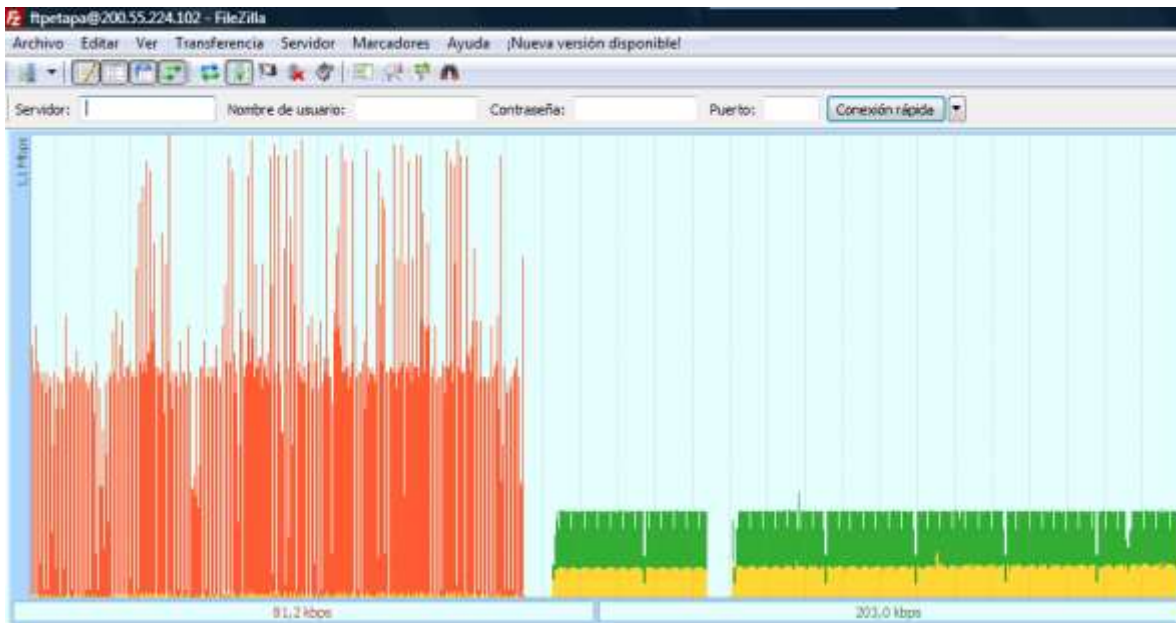 ftpetapa@200.55.224.102 - FileZilla
Archivo Editar Ver Transferencia Servidor Marcadores Ayuda ¡Nueva versión disponible!
Servidor: Nombre de usuario: Contraseña: Puerto: Conexión rápida
1,1 Mbps
91,2 kbps 203,0 kbps